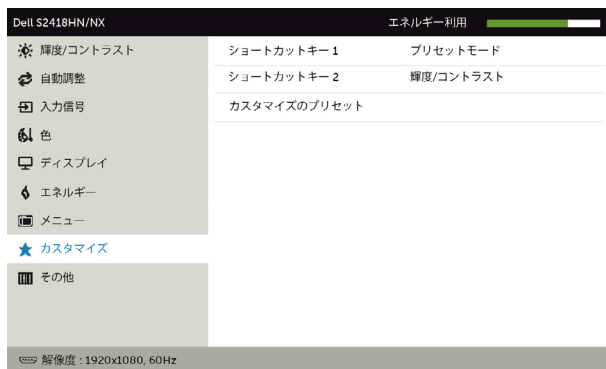 Dell S2418HN/NX
エネルギー利用
輝度/コントラスト
自動調整
入力信号
色
ディスプレイ
エネルギー
メニュー
カスタマイズ
その他
ショートカットキー 1 プリセットモード
ショートカットキー 2 輝度/コントラスト
カスタマイズのプリセット
解像度 : 1920x1080, 60Hz